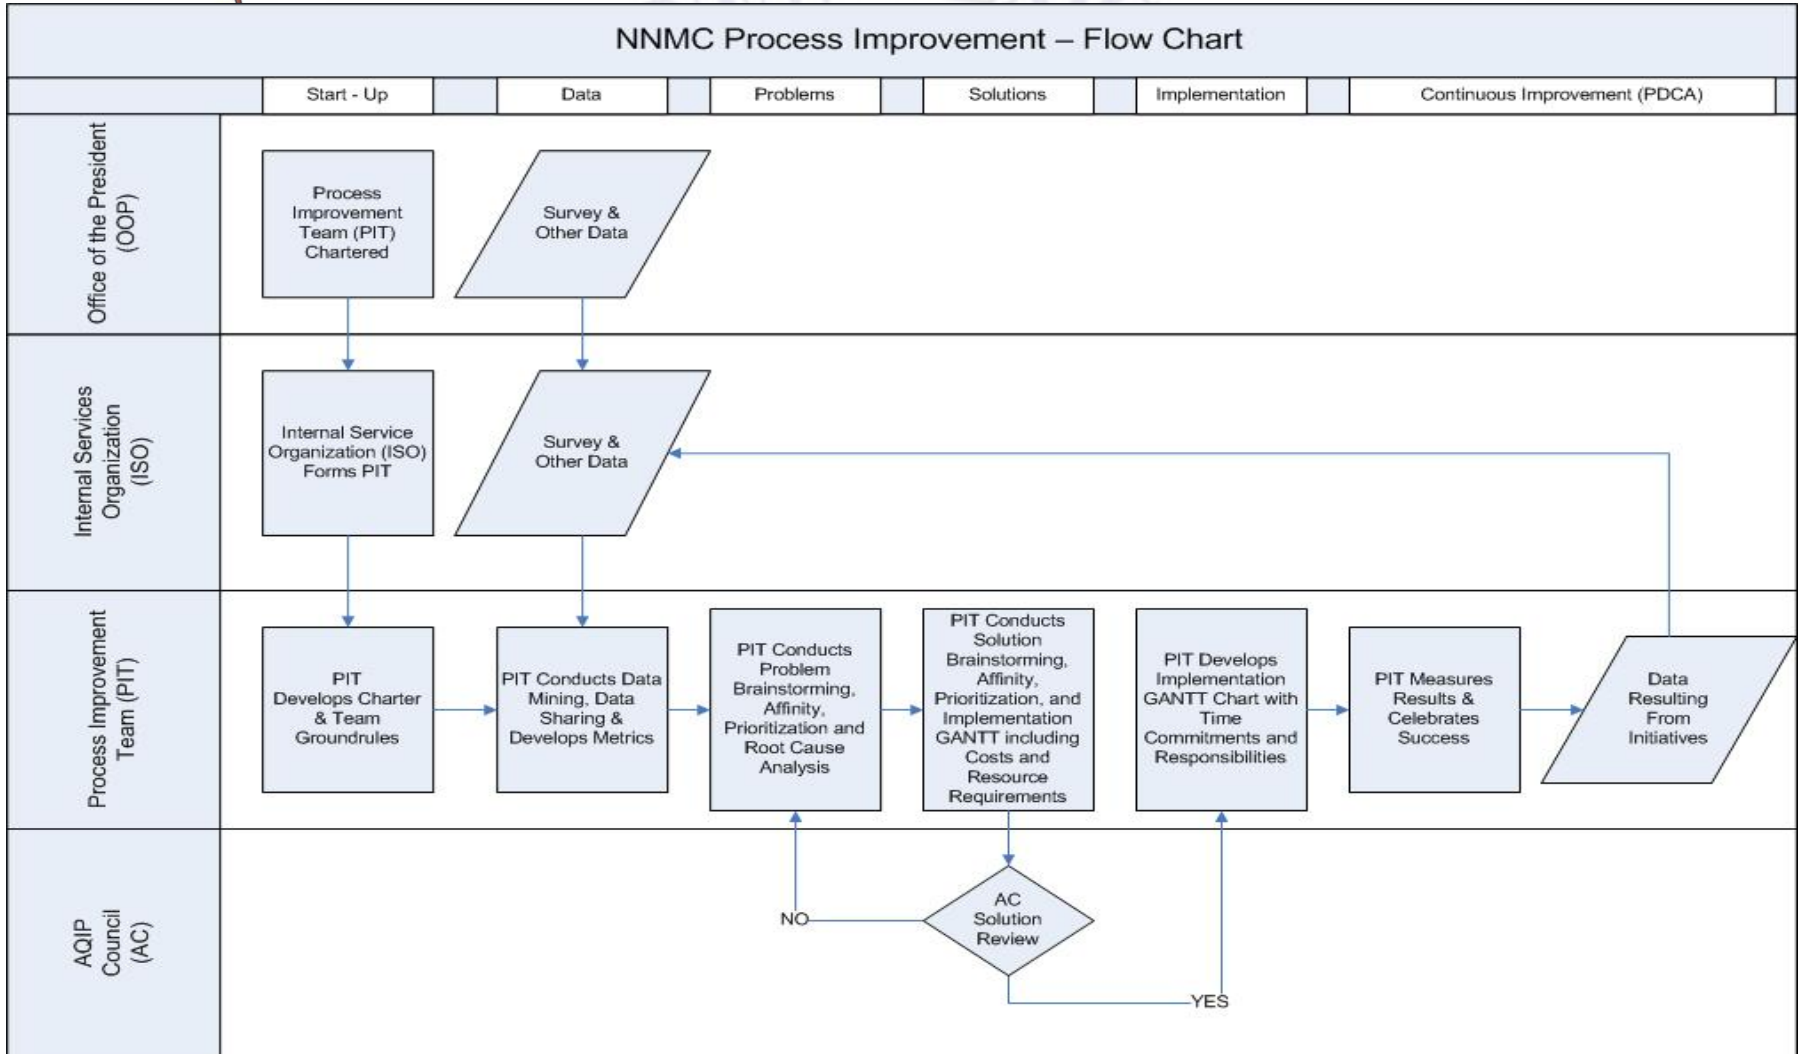 NNMC Process Improvement – Flow Chart
Start - Up
Data
Problems
Solutions
Implementation
Continuous Improvement (PDCA)
Office of the President
(OOP)
Process
Improvement
Team (PIT)
Chartered
Survey &
Other Data
Internal Services
Organization
(ISO)
Internal Service
Organization (ISO)
Forms PIT
Survey &
Other Data
Process Improvement
Team (PIT)
PIT
Develops Charter
& Team
Groundrules
PIT Conducts Data
Mining, Data
Sharing &
Develops Metrics
PIT Conducts
Problem
Brainstorming,
Affinity,
Prioritization and
Root Cause
Analysis
PIT Conducts
Solution
Brainstorming,
Affinity,
Prioritization, and
Implementation
GANTT including
Costs and
Resource
Requirements
PIT Develops
Implementation
GANTT Chart with
Time
Commitments and
Responsibilities
PIT Measures
Results &
Celebrates
Success
Data
Resulting
From
Initiatives
AQIP
Council
(AC)
NO
AC
Solution
Review
YES